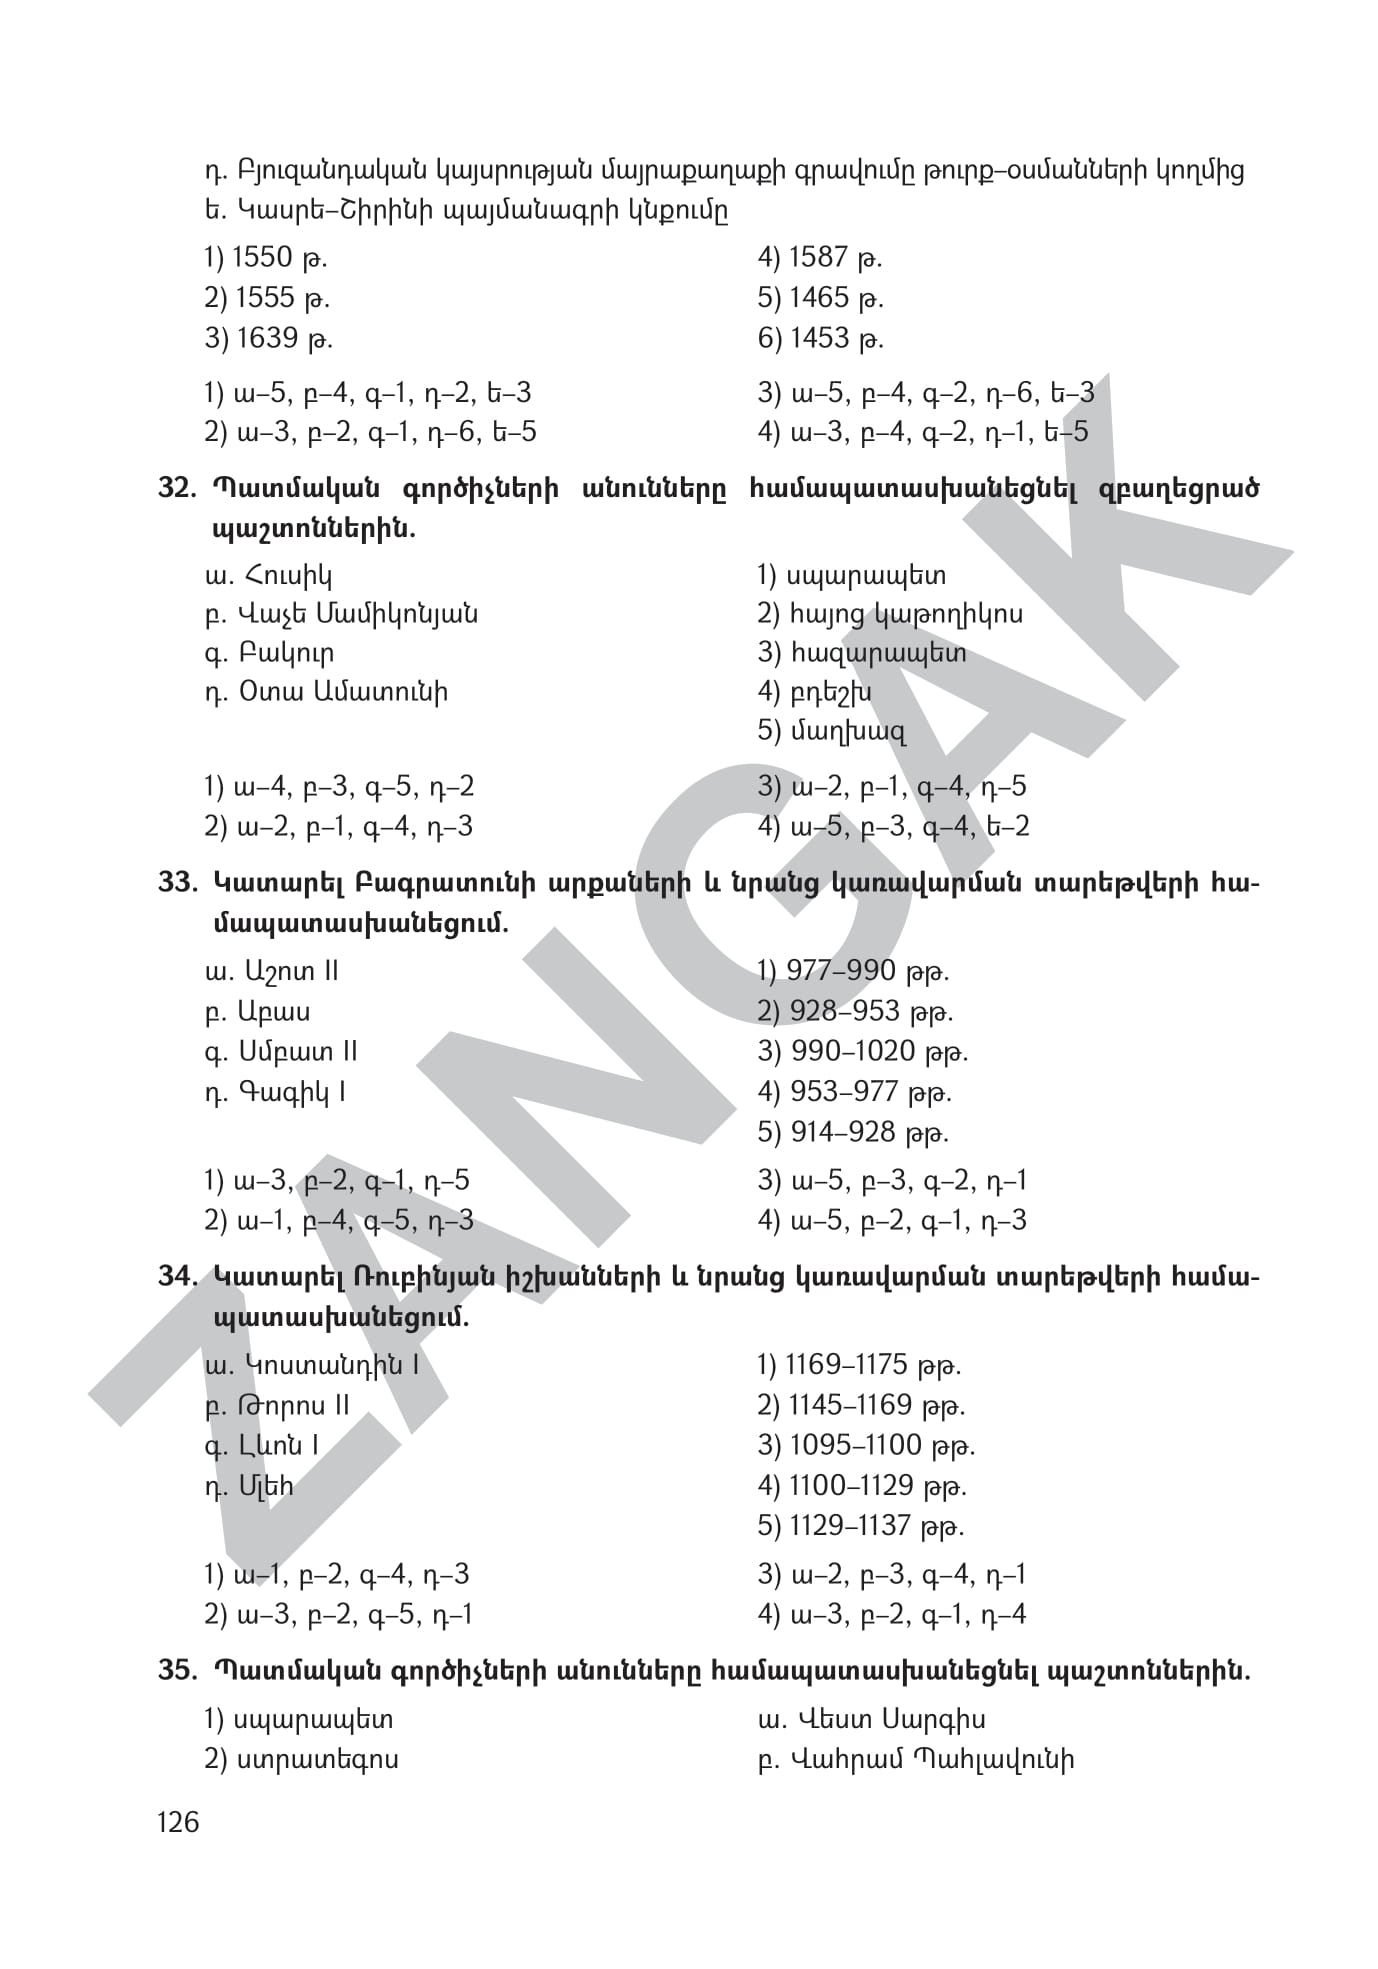 դ. Բյուզանդական կայսրության մայրաքաղաքի գրավումը թուրք–օսմանների կողմից
ե. Կասրե–Շիրինի պայմանագրի կնքումը
1) 1550 թ.
2) 1555 թ.
3) 1639 թ.
4) 1587 թ.
5) 1465 թ.
6) 1453 թ.
1) ա–5, բ–4, գ–1, դ–2, ե–3
2) ա–3, բ–2, գ–1, դ–6, ե–5
3) ա–5, բ–4, գ–2, դ–6, ե–3
4) ա–3, բ–4, գ–2, դ–1, ե–5
32. Պատմական գործիչների անունները համապատասխանեցնել զբաղեցրած
պաշտոններին.
ա. Հուսիկ
բ. Վաչե Մամիկոնյան
գ. Բակուր
դ. Օտա Ամատունի
1) սպարապետ
2) հայոց կաթողիկոս
3) հազարապետ
4) բդեշխ
5) մաղխազ
1) ա–4, բ–3, գ–5, դ–2
2) ա–2, բ–1, գ–4, դ–3
3) ա–2, բ–1, գ–4, դ–5
4) ա–5, բ–3, գ–4, ե–2
33. Կատարել Բագրատունի արքաների և նրանց կառավարման տարեթվերի հա-
մապատասխանեցում.
ա. Աշոտ II
բ. Աբաս
գ. Սմբատ II
դ. Գագիկ I
1) 977–990 թթ.
2) 928–953 թթ.
3) 990–1020 թթ.
4) 953–977 թթ.
5) 914–928 թթ.
1) ա–3, բ–2, գ–1, դ–5
2) ա–1, բ–4, գ–5, դ–3
3) ա–5, բ–3, գ–2, դ–1
4) ա–5, բ–2, գ–1, դ–3
34. Կատարել Ռուբինյան իշխանների և նրանց կառավարման տարեթվերի համա-
պատասխանեցում.
ա. Կոստանդին I
բ. Թորոս II
գ. Լևոն I
դ. Մլեհ
1) 1169–1175 թթ.
2) 1145–1169 թթ.
3) 1095–1100 թթ.
4) 1100–1129 թթ.
5) 1129–1137 թթ.
1) ա–1, բ–2, գ–4, դ–3
2) ա–3, բ–2, գ–5, դ–1
3) ա–2, բ–3, գ–4, դ–1
4) ա–3, բ–2, գ–1, դ–4
35. Պատմական գործիչների անունները համապատասխանեցնել պաշտոններին.
1) սպարապետ
2) ստրատեգոս
ա. Վեստ Սարգիս
բ. Վահրամ Պահլավունի
126
ZANGAK